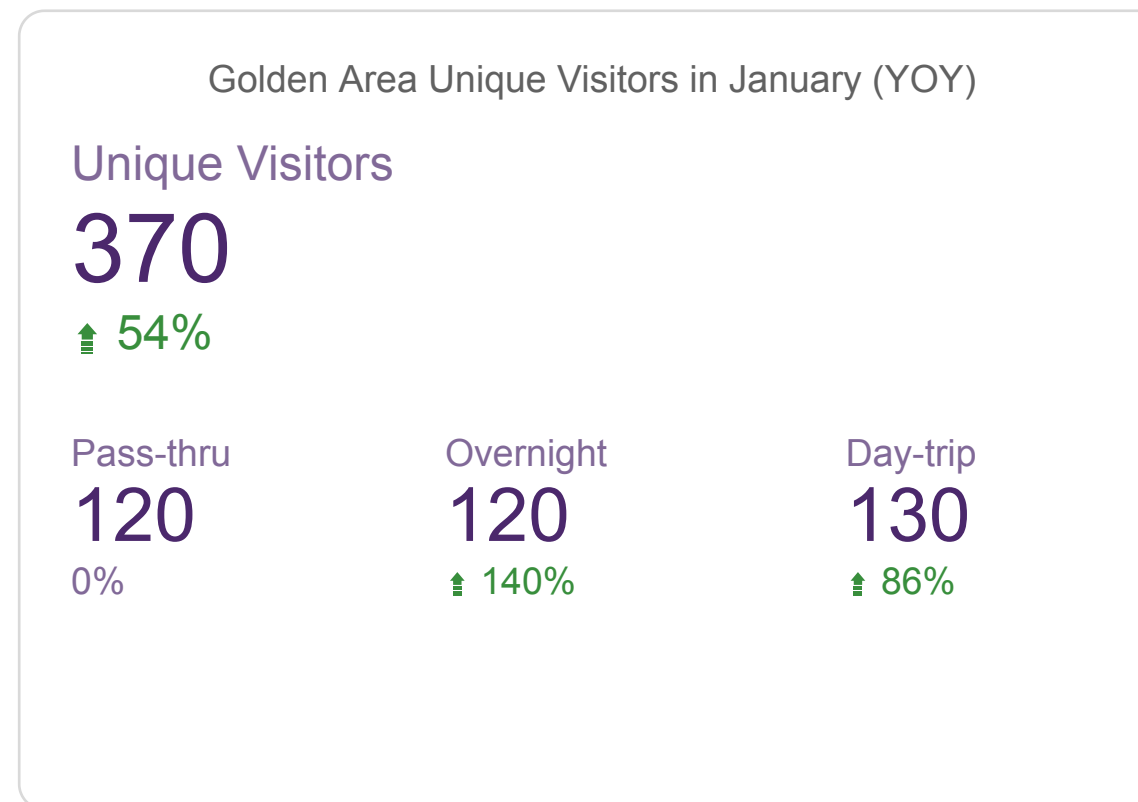 Golden Area Unique Visitors in January (YOY)
Unique Visitors
370
54%
Pass-thru Overnight Day-trip
120 120 130
0% 140% 86%